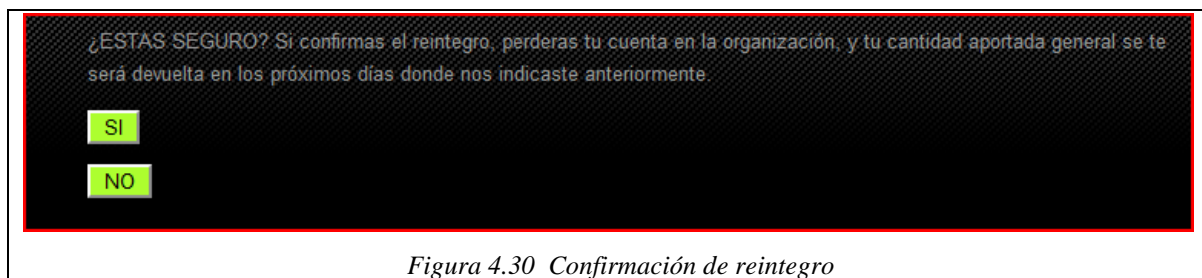 ¿ESTAS SEGURO? Si confirmas el reintegro, perderas tu cuenta en la organización, y tu cantidad aportada general se te
será devuelta en los próximos días donde nos indicaste anteriormente.
SI
NO
Figura 4.30 Confirmación de reintegro